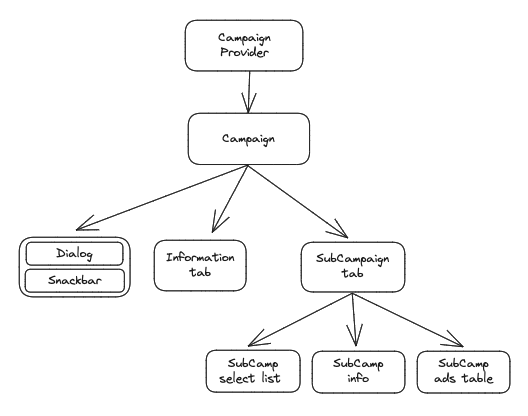 Campaign
Provider
Campaign
Dialog
Snackbar
Information
tab
SubCampaign
tab
SubCamp
select list
SubCamp
info
SubCamp
ads table